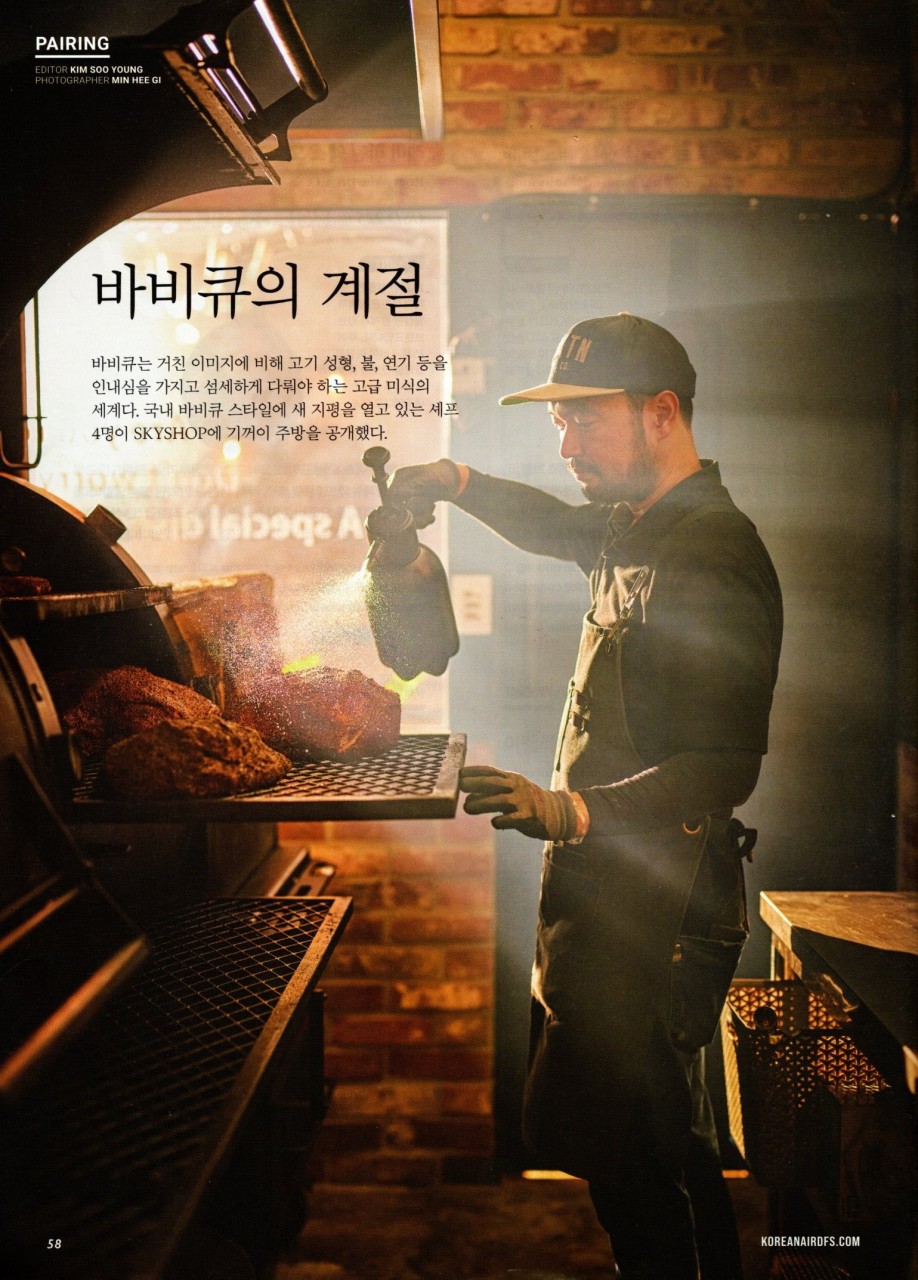 PAIRING
EDITOR KIM SOO YOUNG
PHOTOGRAPHER MIN HEE GI
바비큐의 계절
바비큐는 거친 이미지에 비해 고기 성형, 불, 연기 등을
인내심을 가지고 섬세하게 다뤄야 하는 고급 미식의
세계다. 국내 바비큐 스타일에 새 지평을 열고 있는 셰프
4명이 SKYSHOP에 기꺼이 주방을 공개했다.
TN
A special
58
KOREANAIRDFS.COM